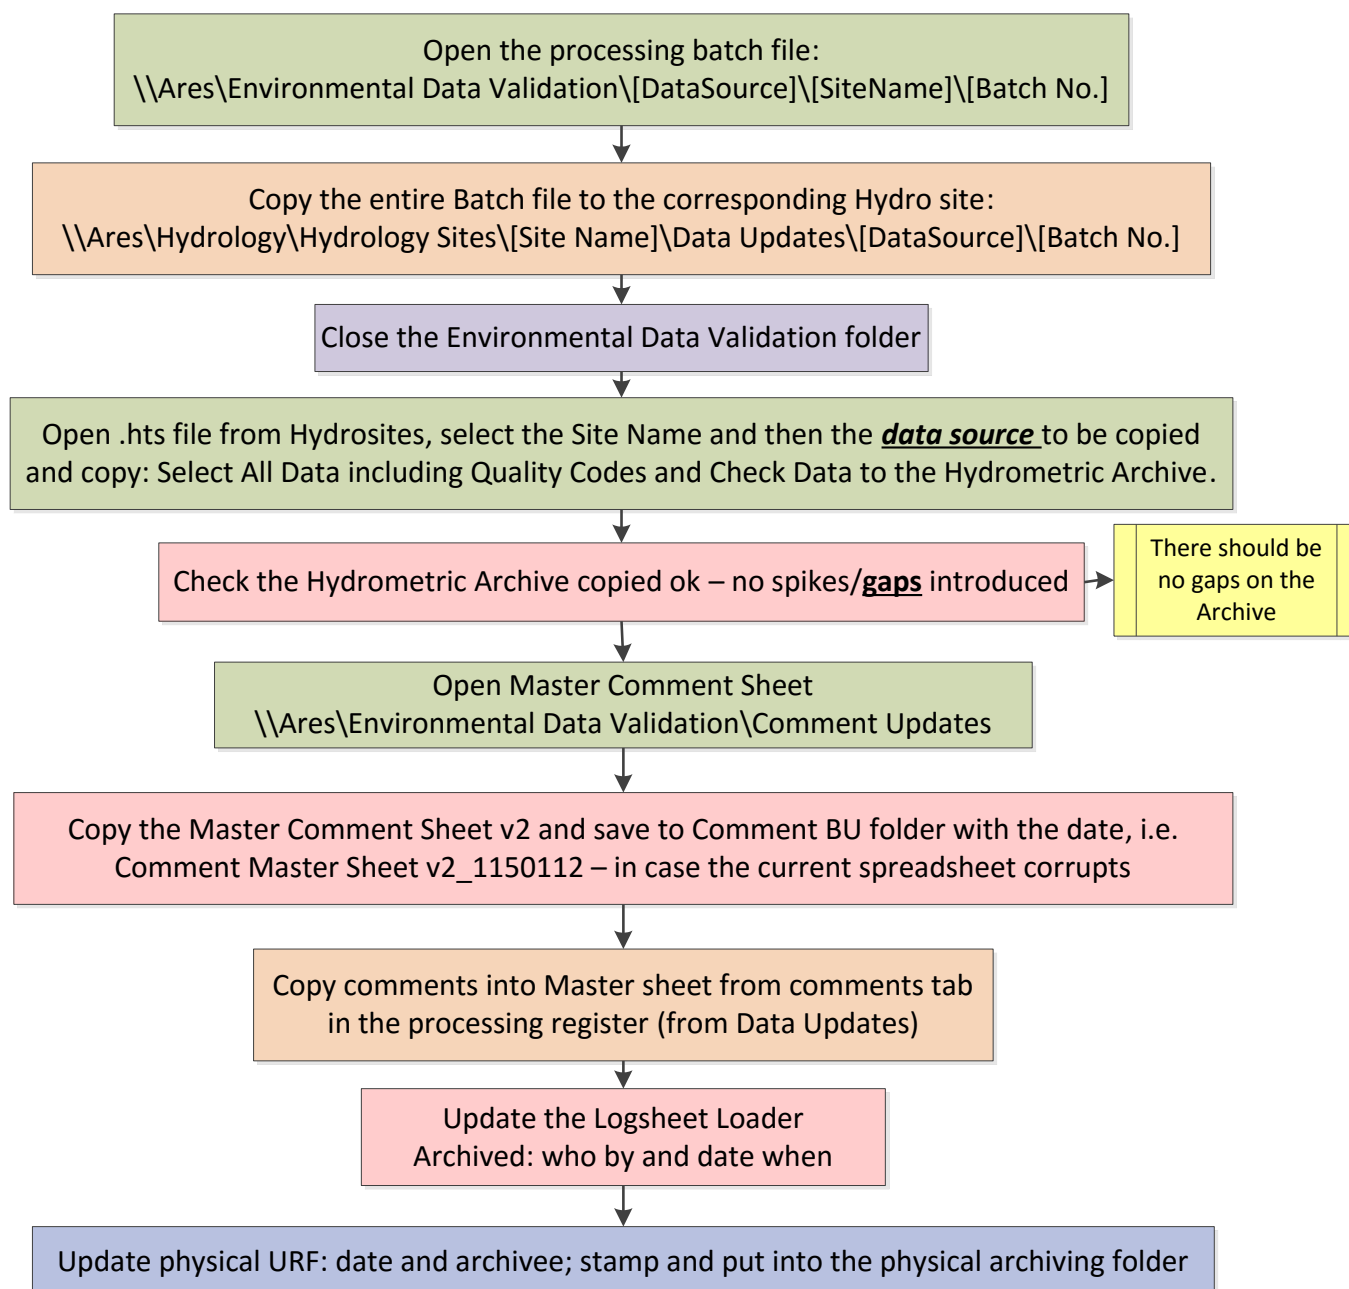 Open the processing batch file:
\\Ares\Environmental Data Validation\[DataSource]\[SiteName]\[Batch No.]
Copy the entire Batch file to the corresponding Hydro site:
\\Ares\Hydrology\Hydrology Sites\[Site Name]\Data Updates\[DataSource]\[Batch No.]
Close the Environmental Data Validation folder
Open .hts file from Hydrosites, select the Site Name and then the data source to be copied
and copy: Select All Data including Quality Codes and Check Data to the Hydrometric Archive.
Check the Hydrometric Archive copied ok – no spikes/gaps introduced
There should be
no gaps on the
Archive
Open Master Comment Sheet
\\Ares\Environmental Data Validation\Comment Updates
Copy the Master Comment Sheet v2 and save to Comment BU folder with the date, i.e.
Comment Master Sheet v2_1150112 – in case the current spreadsheet corrupts
Copy comments into Master sheet from comments tab
in the processing register (from Data Updates)
Update the Logsheet Loader
Archived: who by and date when
Update physical URF: date and archivee; stamp and put into the physical archiving folder